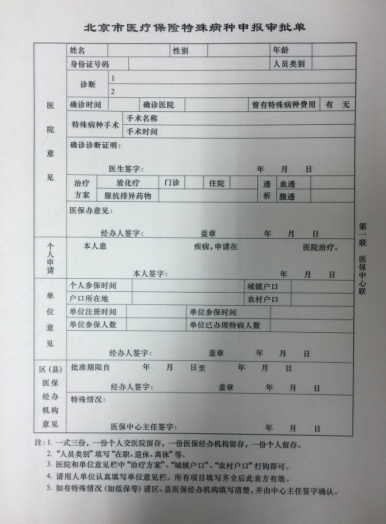 北京市医疗保险特殊病种申报审批单
姓名 性别 年龄
身份证号码 人员类别
诊断 1
2
医院意见
确诊时间 确诊医院 曾有特殊病种费用 有 无
特殊病种手术 手术名称
手术时间
确诊诊断证明：
医生签字： 年 月 日
治疗方案 放化疗 门诊 住院 透析 血透
服抗排异药物 腹透
医保办意见：
经办人签字： 盖章 年 月 日
个人申请
本人患 疾病，申请在 医院治疗。
本人签字： 年 月 日
单位意见
个人参保时间 城镇户口
户口所在地 农村户口
单位注册时间 单位参保时间
单位参保人数 单位已办理特病人数
经办人签字： 盖章 年 月 日
区（县）医保经办机构意见
批准期限自 年 月 日至 年 月 日
经办人签字： 盖章 年 月 日
特殊情况：
医保中心主任签字： 年 月 日
第一联 医保中心联
注：1. 一式三份，一份个人交医院留存，一份医保经办机构留存，一份个人留存。
2. “人员类别”填写“在职、退休、离休”等。
3. 医院和单位意见栏中“治疗方案”、“城镇户口”、“农村户口”打钩即可。
4. 请用人单位认真填写单位意见栏。所有项目填写齐全后此表方有效。
5. 如有特殊情况（如低保等）请区、县医保经办机构填写清楚，并由中心主任签字确认。